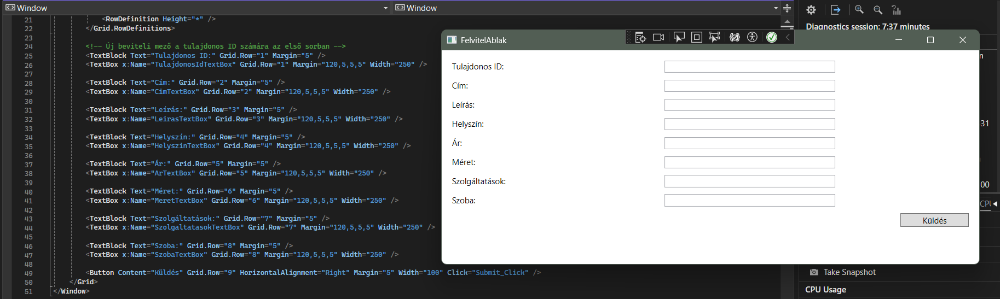 Window
Window
21 <RowDefinition Height="*" />
22 </Grid.RowDefinitions>
23
24 <!-- Új beviteli mező a tulajdonos ID számára az első sorban -->
25 <TextBlock Text="Tulajdonos ID:" Grid.Row="1" Margin="5" />
26 <TextBox x:Name="TulajdonosIdTextBox" Grid.Row="1" Margin="120,5,5,5" Width="250" />
27
28 <TextBlock Text="Cím:" Grid.Row="2" Margin="5" />
29 <TextBox x:Name="CimTextBox" Grid.Row="2" Margin="120,5,5,5" Width="250" />
30
31 <TextBlock Text="Leírás:" Grid.Row="3" Margin="5" />
32 <TextBox x:Name="LeirasTextBox" Grid.Row="3" Margin="120,5,5,5" Width="250" />
33
34 <TextBlock Text="Helyszín:" Grid.Row="4" Margin="5" />
35 <TextBox x:Name="HelyszinTextBox" Grid.Row="4" Margin="120,5,5,5" Width="250" />
36
37 <TextBlock Text="Ár:" Grid.Row="5" Margin="5" />
38 <TextBox x:Name="ArTextBox" Grid.Row="5" Margin="120,5,5,5" Width="250" />
39
40 <TextBlock Text="Méret:" Grid.Row="6" Margin="5" />
41 <TextBox x:Name="MeretTextBox" Grid.Row="6" Margin="120,5,5,5" Width="250" />
42
43 <TextBlock Text="Szolgáltatások:" Grid.Row="7" Margin="5" />
44 <TextBox x:Name="SzolgaltatasokTextBox" Grid.Row="7" Margin="120,5,5,5" Width="250" />
45
46 <TextBlock Text="Szoba:" Grid.Row="8" Margin="5" />
47 <TextBox x:Name="SzobaTextBox" Grid.Row="8" Margin="120,5,5,5" Width="250" />
48
49 <Button Content="Küldés" Grid.Row="9" HorizontalAlignment="Right" Margin="5" Width="100" Click="Submit_Click" />
50 </Grid>
51 </Window>
Diagnostics session: 7:37 minutes
FelvitelAblak
Tulajdonos ID:
Cím:
Leírás:
Helyszín:
Ár:
Méret:
Szolgáltatások:
Szoba:
Küldés
Take Snapshot
CPU Usage